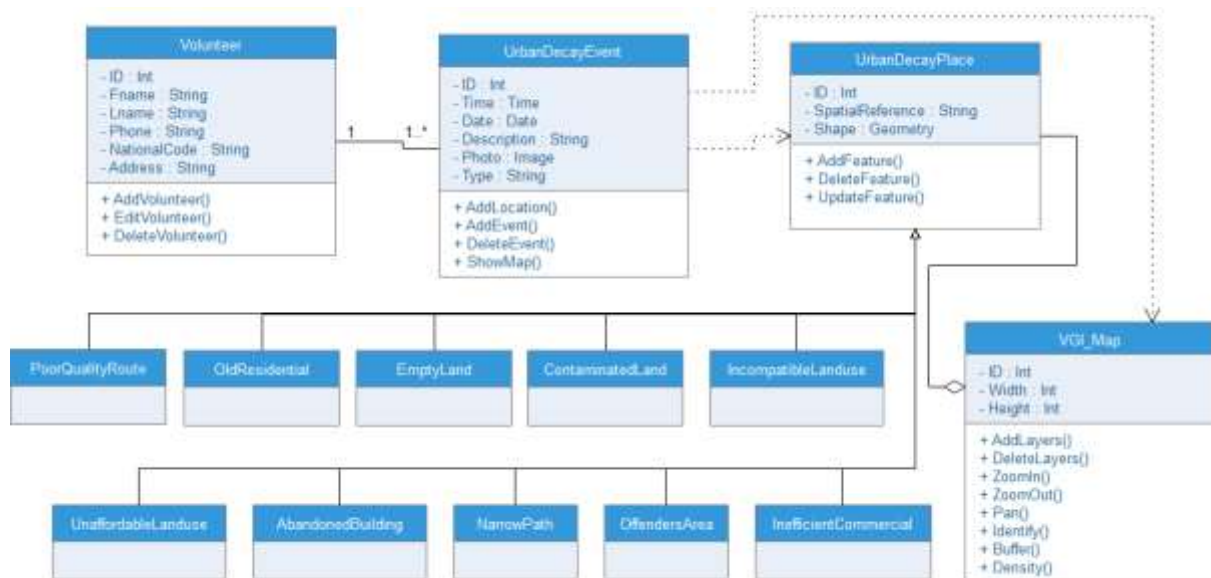 Volunteer
- ID : Int
- Fname : String
- Lname : String
- Phone : String
- NationalCode : String
- Address : String
+ AddVolunteer()
+ EditVolunteer()
+ DeleteVolunteer()
1
1..*
UrbanDecayEvent
- ID : Int
- Time : Time
- Date : Date
- Description : String
- Photo : Image
- Type : String
+ AddLocation()
+ AddEvent()
+ DeleteEvent()
+ ShowMap()
UrbanDecayPlace
- ID : Int
- SpatialReference : String
- Shape : Geometry
+ AddFeature()
+ DeleteFeature()
+ UpdateFeature()
PoorQualityRoute
OldResidential
EmptyLand
ContaminatedLand
IncompatibleLanduse
VGI_Map
- ID : Int
- Width : Int
- Height : Int
+ AddLayers()
+ DeleteLayers()
+ ZoomIn()
+ ZoomOut()
+ Pan()
+ Identify()
+ Buffer()
+ Density()
UnaffordableLanduse
AbandonedBuilding
NarrowPath
OffendersArea
InefficientCommercial